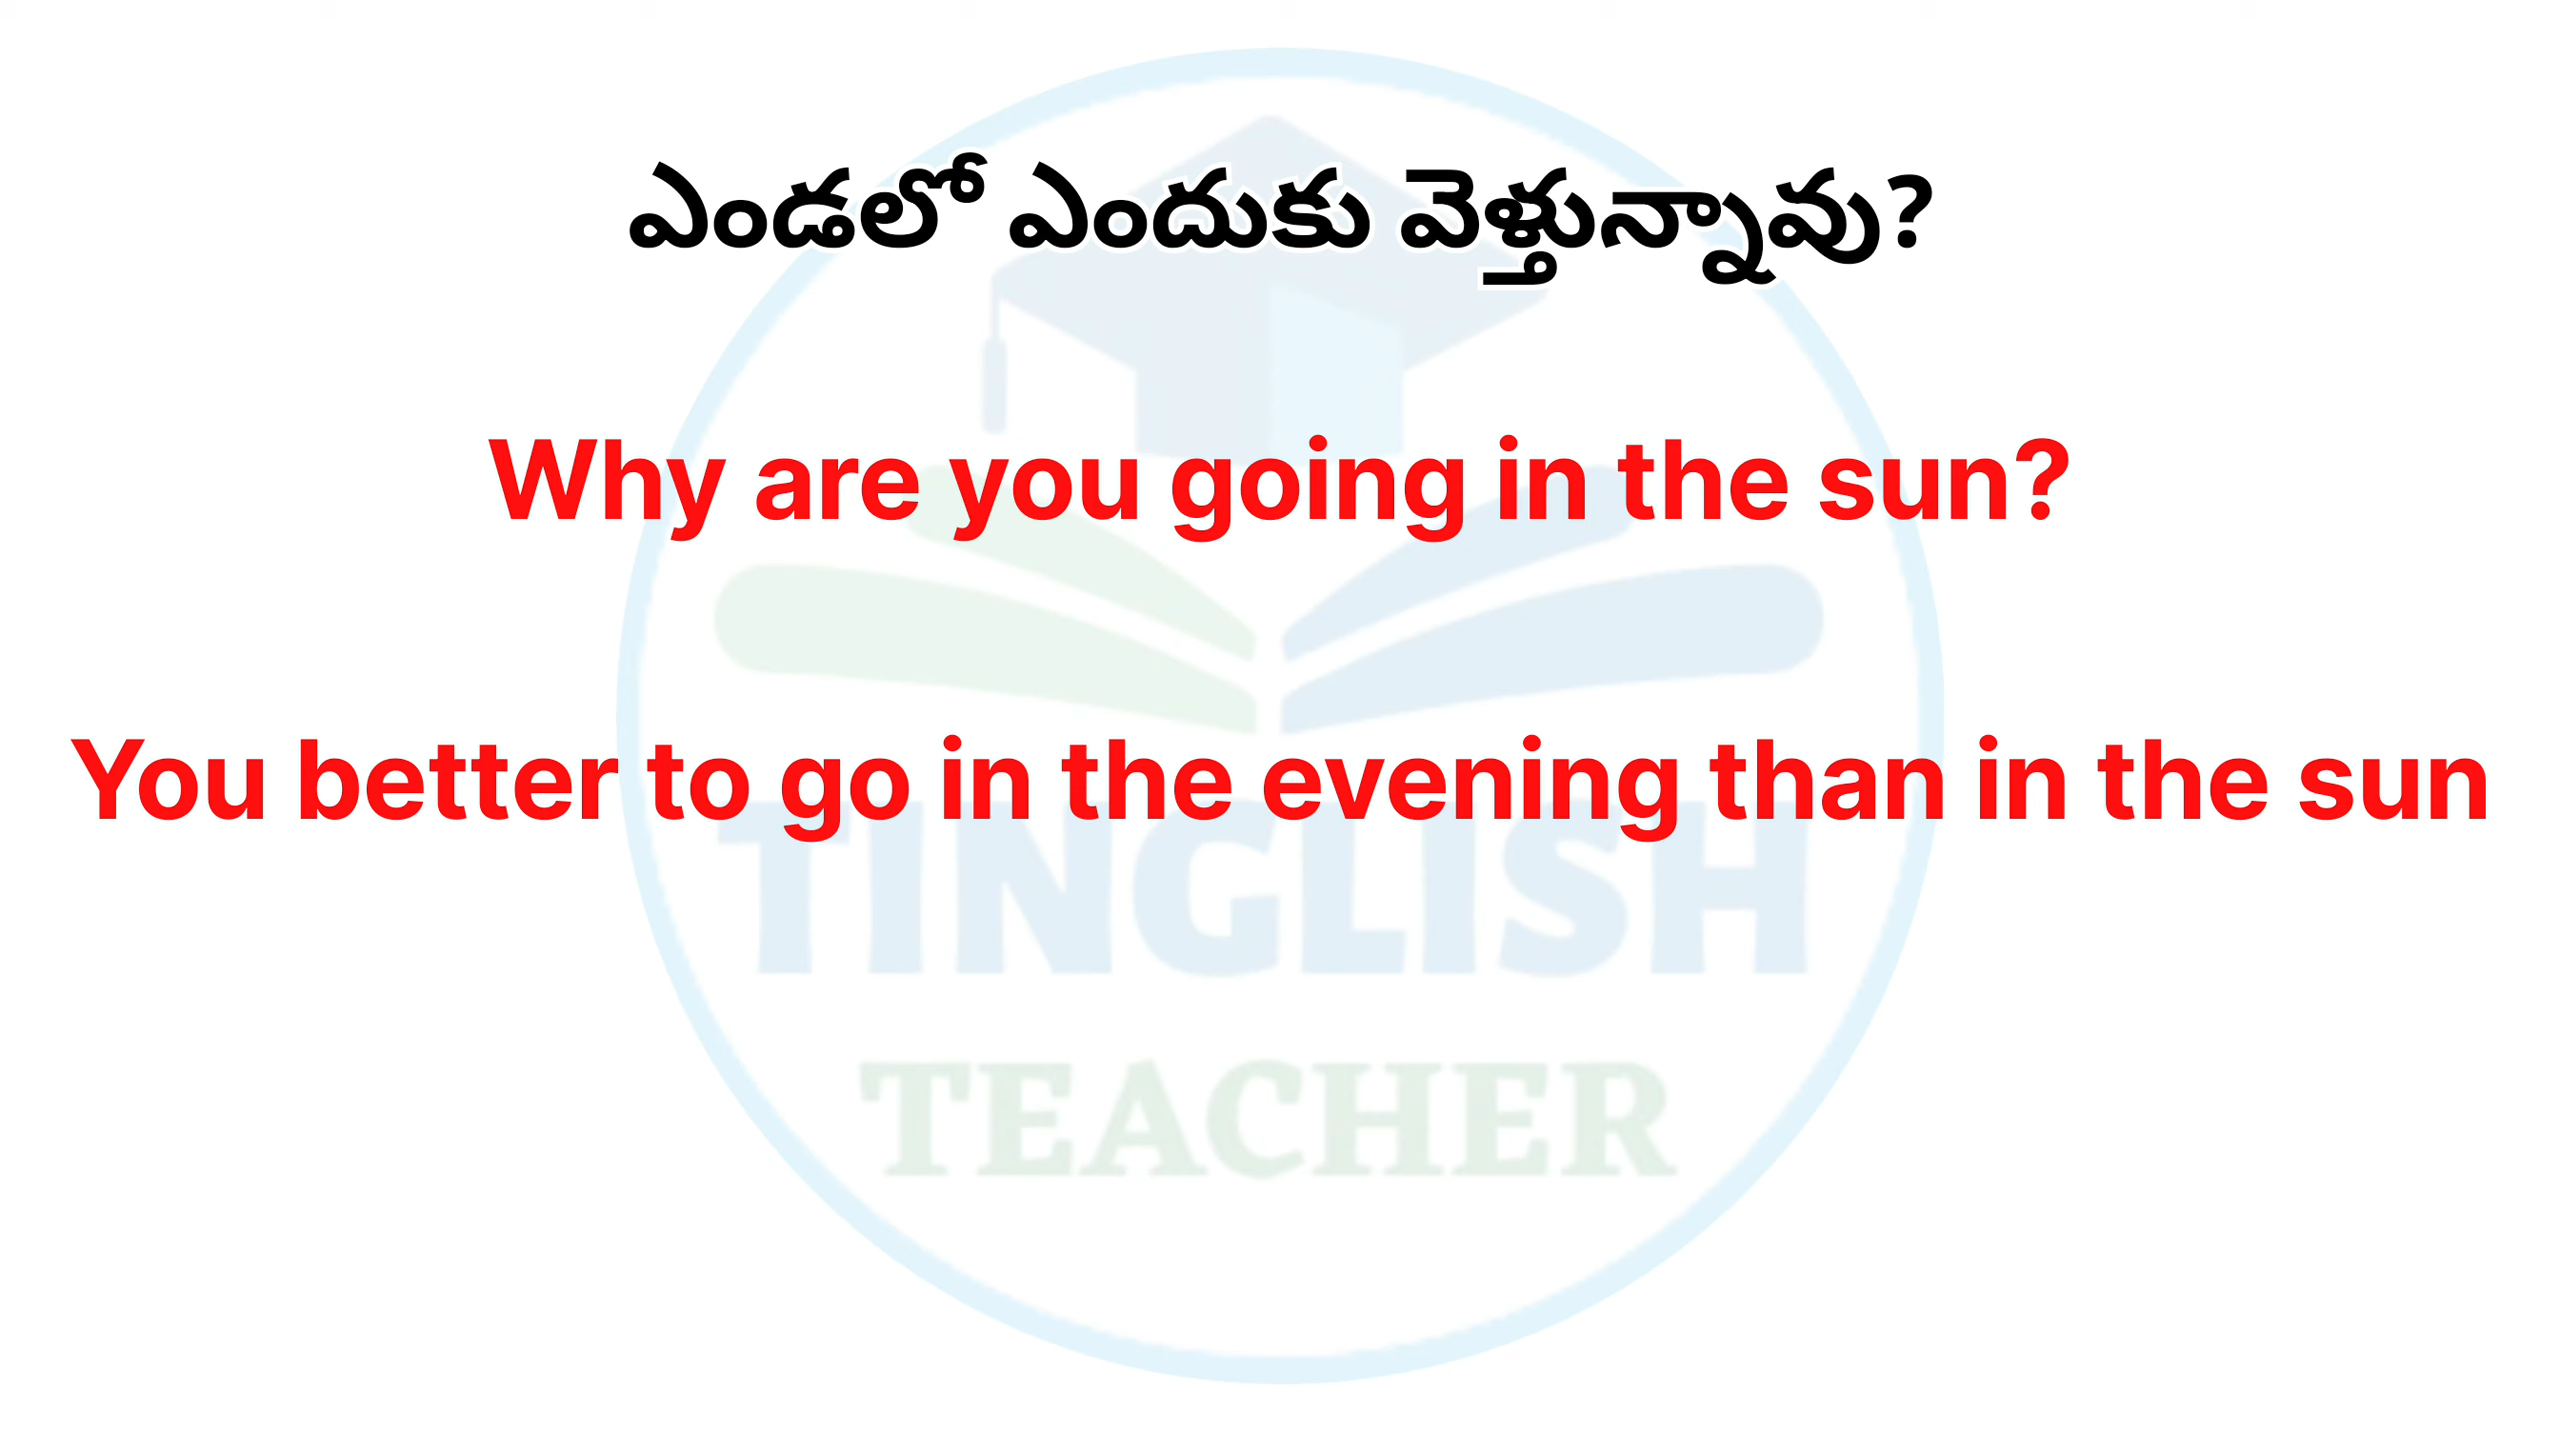 ఎండలో ఎందుకు వెళ్తున్నావు?
Why are you going in the sun?
You better to go in the evening than in the sun
TINGLISH
TEACHER